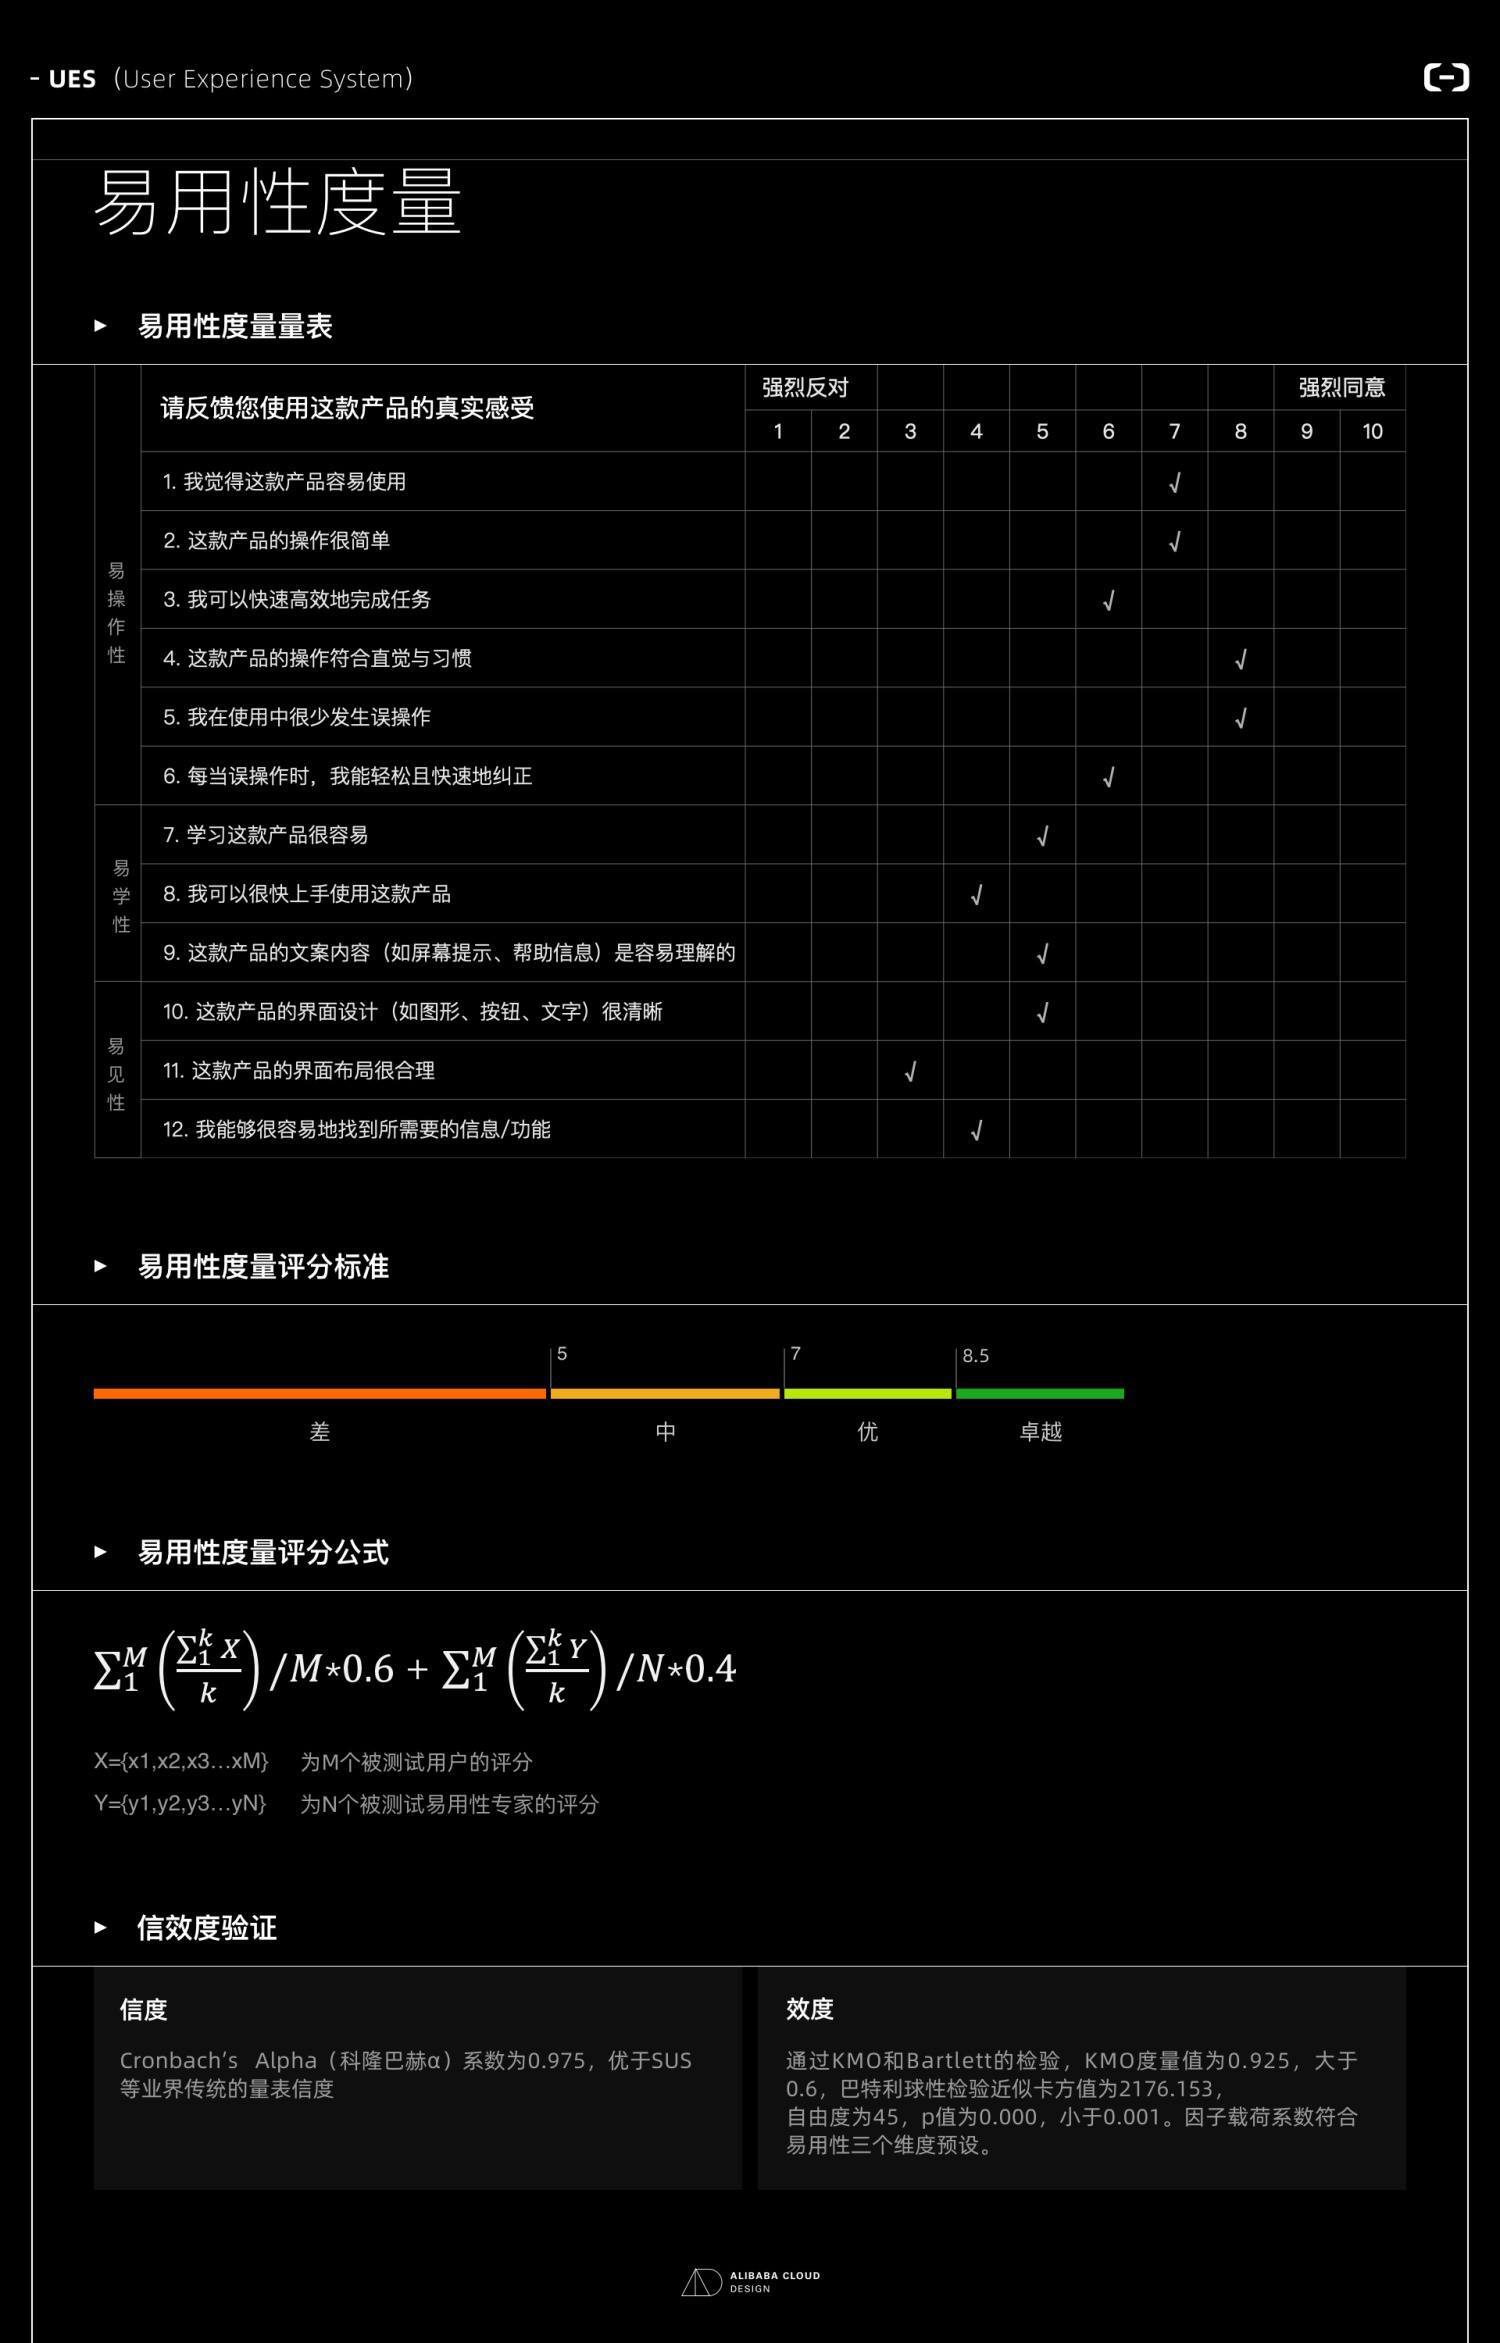 - UES（User Experience System）
易用性度量
▶ 易用性度量量表
请反馈您使用这款产品的真实感受
强烈反对 强烈同意
1 2 3 4 5 6 7 8 9 10
易操作性
1. 我觉得这款产品容易使用 √
2. 这款产品的操作很简单 √
3. 我可以快速高效地完成任务 √
4. 这款产品的操作符合直觉与习惯 √
5. 我在使用中很少发生误操作 √
6. 每当误操作时，我能轻松且快速地纠正 √
易学性
7. 学习这款产品很容易 √
8. 我可以很快上手使用这款产品 √
9. 这款产品的文案内容（如屏幕提示、帮助信息）是容易理解的 √
易见性
10. 这款产品的界面设计（如图形、按钮、文字）很清晰 √
11. 这款产品的界面布局很合理 √
12. 我能够很容易地找到所需要的信息/功能 √
▶ 易用性度量评分标准
5 7 8.5
差 中 优 卓越
▶ 易用性度量评分公式
∑₁ᴹ(∑₁ᵏ X / k)/M*0.6 + ∑₁ᴹ(∑₁ᵏ Y / k)/N*0.4
X={x1,x2,x3...xM} 为M个被测试用户的评分
Y={y1,y2,y3...yN} 为N个被测试易用性专家的评分
▶ 信效度验证
信度
Cronbach’s Alpha（科隆巴赫α）系数为0.975，优于SUS
等业界传统的量表信度
效度
通过KMO和Bartlett的检验，KMO度量值为0.925，大于
0.6，巴特利球性检验近似卡方值为2176.153，
自由度为45，p值为0.000，小于0.001。因子载荷系数符合
易用性三个维度预设。
ALIBABA CLOUD
DESIGN